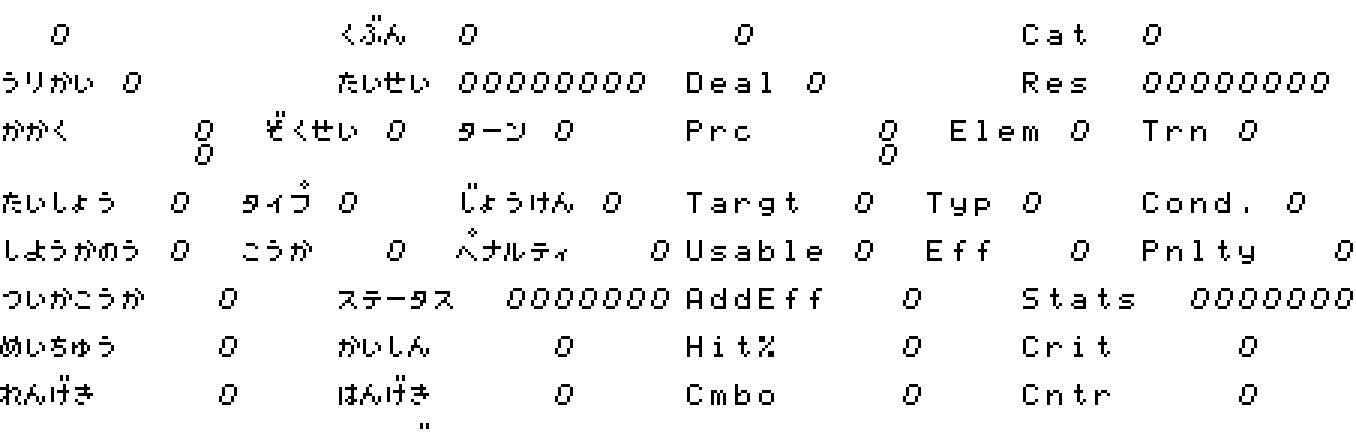 0 くぶん 0 0 Cat 0
うりかい 0 たいせい 00000000 Deal 0 Res 00000000
かかく 0 ぞくせい 0 ターン 0 Prc 0 Elem 0 Trn 0
0 0
たいしょう 0 タイプ 0 じょうけん 0 Targt 0 Typ 0 Cond. 0
しようかのう 0 こうか 0 ペナルティ 0 Usable 0 Eff 0 Pnlty 0
ついかこうか 0 ステータス 0000000 AddEff 0 Stats 0000000
めいちゅう 0 かいしん 0 Hit% 0 Crit 0
れんげき 0 はんげき 0 Cmbo 0 Cntr 0